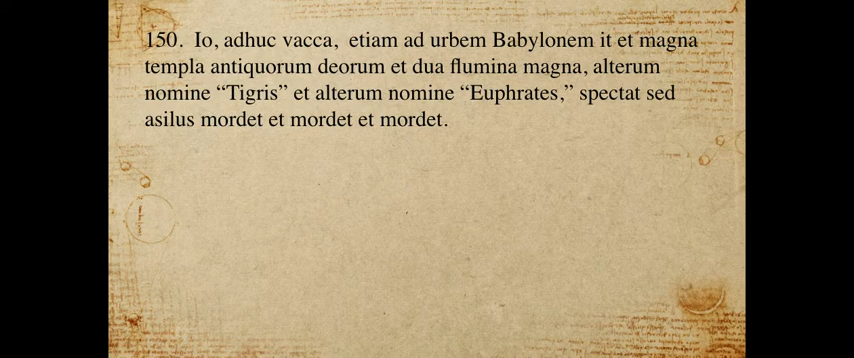 150. Io, adhuc vacca, etiam ad urbem Babylonem it et magna
templa antiquorum deorum et dua flumina magna, alterum
nomine “Tigris” et alterum nomine “Euphrates,” spectat sed
asilus mordet et mordet et mordet.